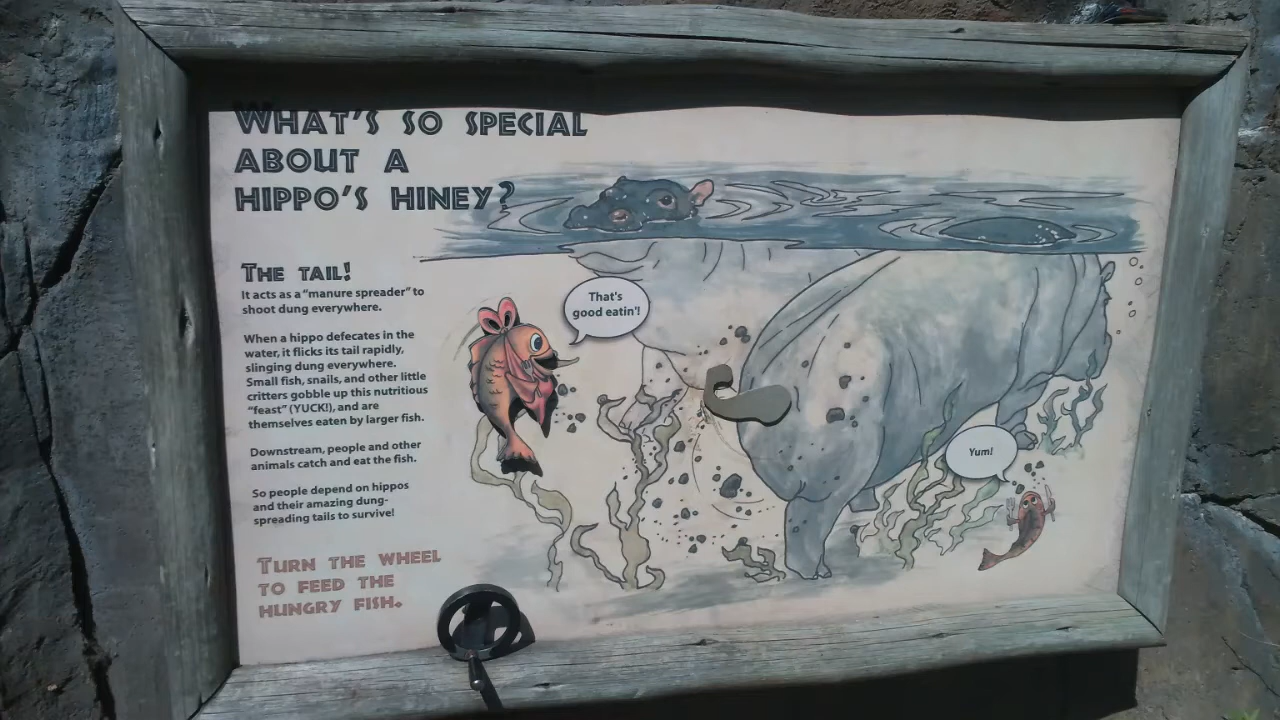 WHAT'S SO SPECIAL
ABOUT A
HIPPO'S HINEY?
THE TAIL!
It acts as a "manure spreader" to
shoot dung everywhere.
When a hippo defecates in the
water, it flicks its tail rapidly,
slinging dung everywhere.
Small fish, snails, and other little
critters gobble up this nutritious
"feast" (YUCK!), and are
themselves eaten by larger fish.
Downstream, people and other
animals catch and eat the fish.
So people depend on hippos
and their amazing dung-
spreading tails to survive!
TURN THE WHEEL
TO FEED THE
HUNGRY FISH.
That's
good eatin'!
Yum!